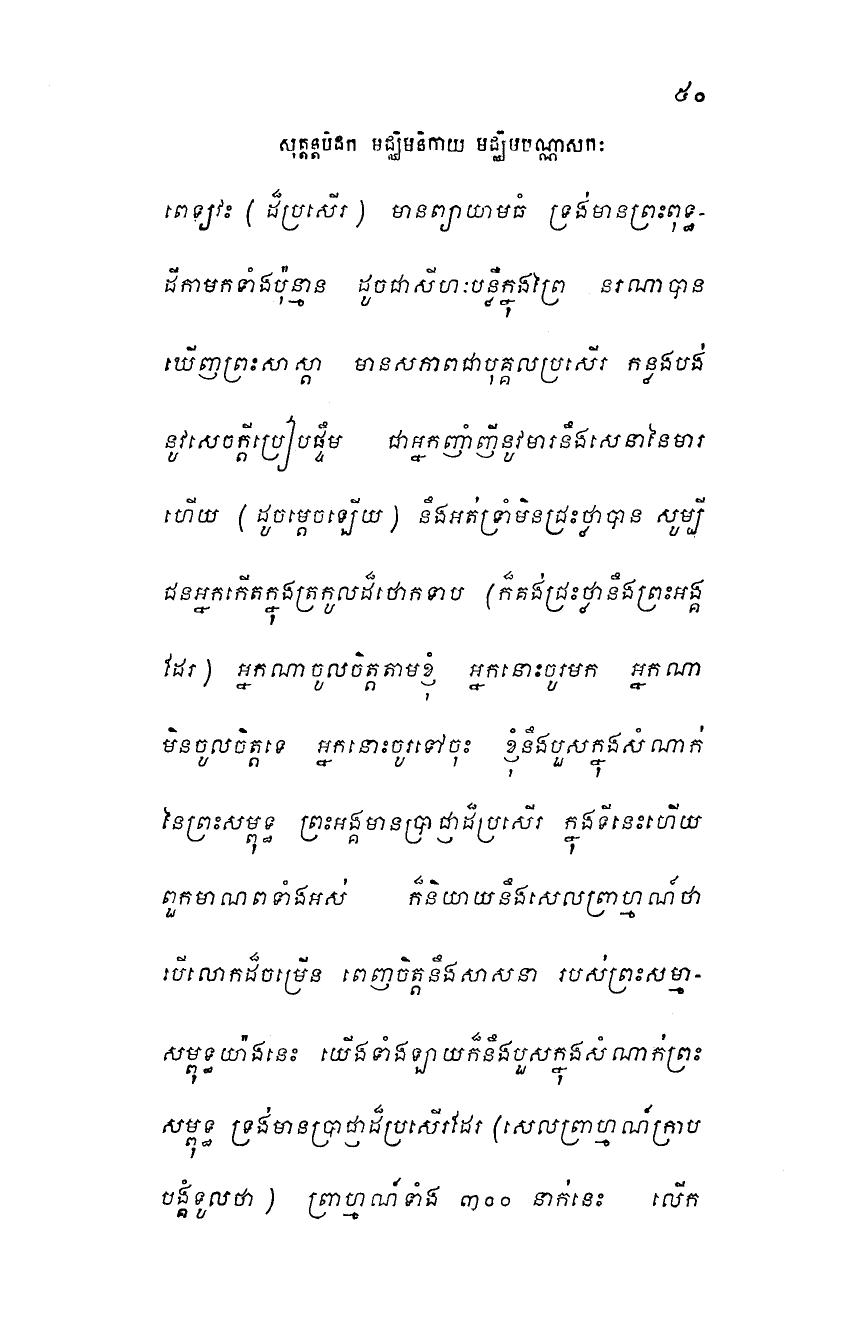 ៥០
សុត្តន្តបិដក មជ្ឈិមនិកាយ មជ្ឈិមបណ្ណាសកៈ
ពេទ្យវះ ( ដ៏ប្រសើរ ) មានព្យាយាមធំ ទ្រង់មានព្រះពុទ្ធ-
ដីកាមកទាំងប៉ុន្មាន ដូចជាសីហៈបន្លឺក្នុងព្រៃ នរណាបាន
ឃើញព្រះសាស្តា មានសភាពជាបុគ្គលប្រសើរ កន្លងបង់
នូវសេចក្តីប្រៀបផ្ទឹម ជាអ្នកញាំញីនូវមារនឹងសេនានៃមារ
ហើយ ( ដូចម្តេចឡើយ ) នឹងអត់ទ្រាំមិនជ្រះថ្លាបាន សូម្បី
ជនអ្នកកើតក្នុងត្រកូលដ៏ថោកទាប (ក៏គង់ជ្រះថ្លានឹងព្រះអង្គ
ដែរ ) អ្នកណាចូលចិត្តតាមខ្ញុំ អ្នកនោះចូរមក អ្នកណា
មិនចូលចិត្តទេ អ្នកនោះចូរទៅចុះ ខ្ញុំនឹងបួសក្នុងសំណាក់
នៃព្រះសម្ពុទ្ធ ព្រះអង្គមានប្រាជ្ញាដ៏ប្រសើរ ក្នុងទីនេះហើយ
ពួកមាណពទាំងអស់ ក៏និយាយនឹងសេលព្រាហ្មណ៍ថា
បើលោកដ៏ចម្រើន ពេញចិត្តនឹងសាសនា របស់ព្រះសម្មា-
សម្ពុទ្ធយ៉ាងនេះ យើងទាំងឡាយក៏នឹងបួសក្នុងសំណាក់ព្រះ
សម្ពុទ្ធ ទ្រង់មានប្រាជ្ញាដ៏ប្រសើរដែរ (សេលព្រាហ្មណ៍ក្រាប
បង្គំទូលថា ) ព្រាហ្មណ៍ទាំង ៣០០ នាក់នេះ លើក